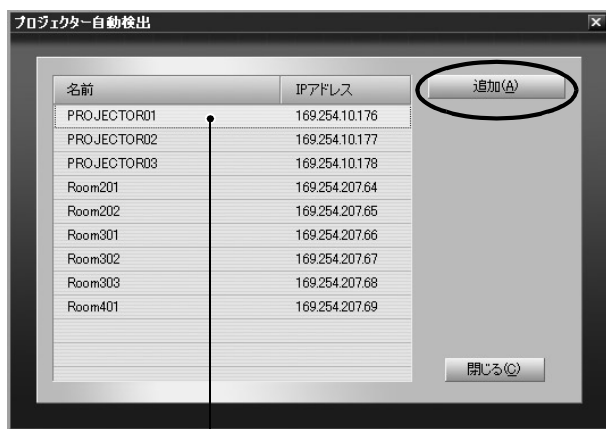 プロジェクター自動検出
名前 IPアドレス
追加(A)
PROJECTOR01 169.254.10.176
PROJECTOR02 169.254.10.177
PROJECTOR03 169.254.10.178
Room201 169.254.207.64
Room202 169.254.207.65
Room301 169.254.207.66
Room302 169.254.207.67
Room303 169.254.207.68
Room401 169.254.207.69
閉じる(C)